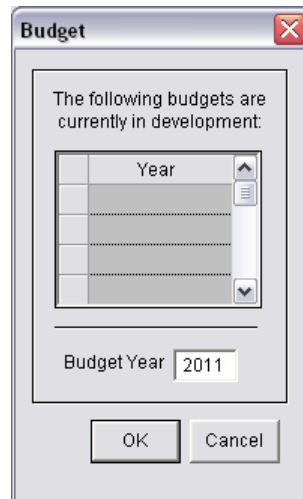 Budget
The following budgets are
currently in development:
Year
Budget Year 2011
OK Cancel